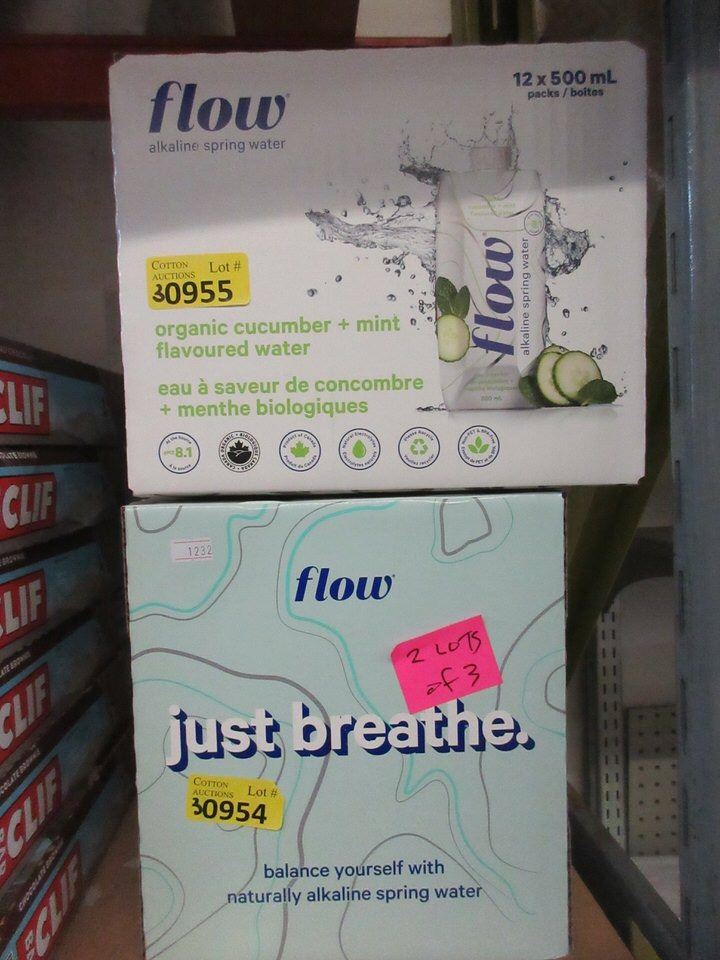 flow
alkaline spring water
12 x 500 mL
packs / boîtes
COTTON
AUCTIONS
Lot #
30955
organic cucumber + mint
flavoured water
eau à saveur de concombre
+ menthe biologiques
8.1
flow
alkaline spring water
1232
flow
2 LOTS
of 3
just breathe.
COTTON
AUCTIONS
Lot #
30954
balance yourself with
naturally alkaline spring water
CLIF
CLIF
CLIF
CLIF
CLIF
CLIF